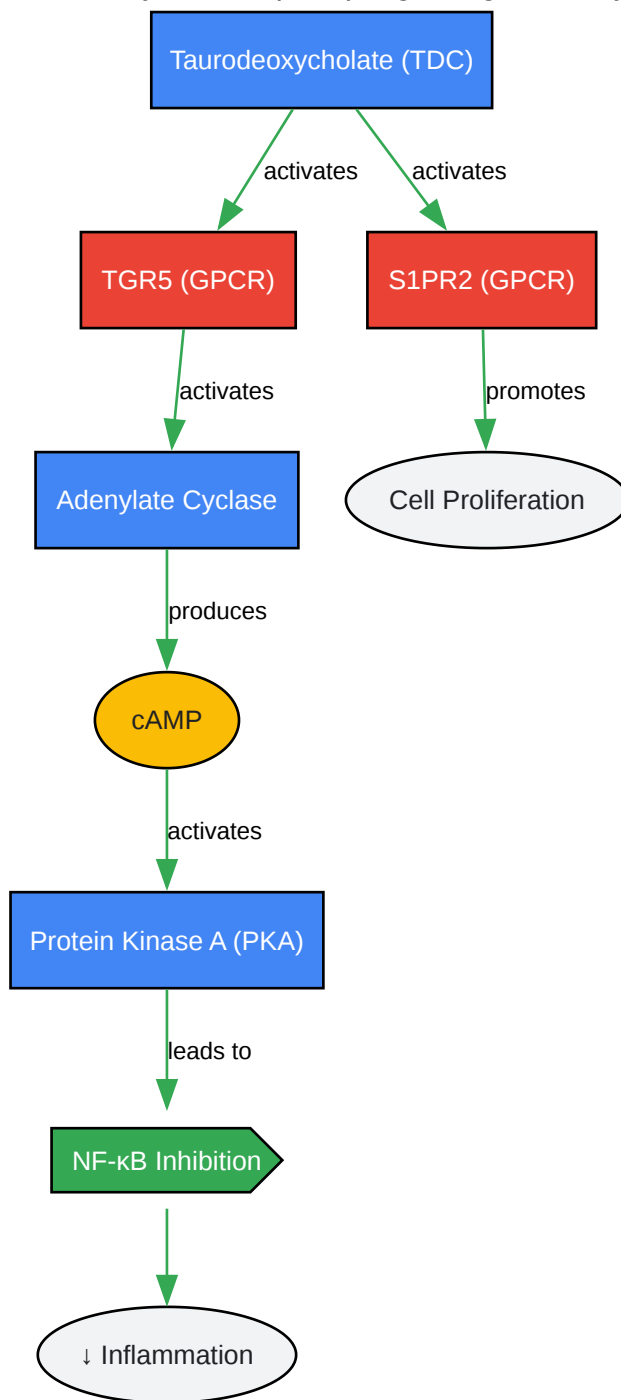 Taurodeoxycholate (TDC)
activates
activates
TGR5 (GPCR)
S1PR2 (GPCR)
activates
promotes
Adenylate Cyclase
Cell Proliferation
produces
cAMP
activates
Protein Kinase A (PKA)
leads to
NF-κB Inhibition
↓ Inflammation